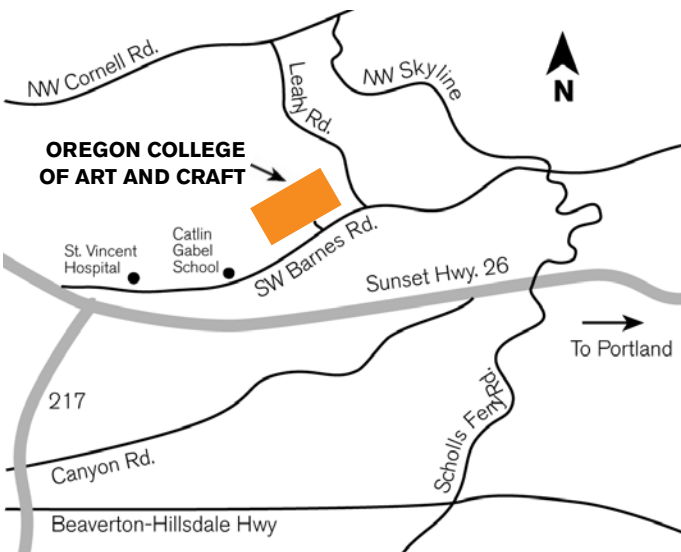 NW Cornell Rd.
Leahy Rd.
NW Skyline
N
OREGON COLLEGE
OF ART AND CRAFT
Catlin
Gabel
School
St. Vincent
Hospital
SW Barnes Rd.
Sunset Hwy. 26
To Portland
217
Scholls Ferry Rd.
Canyon Rd.
Beaverton-Hillsdale Hwy